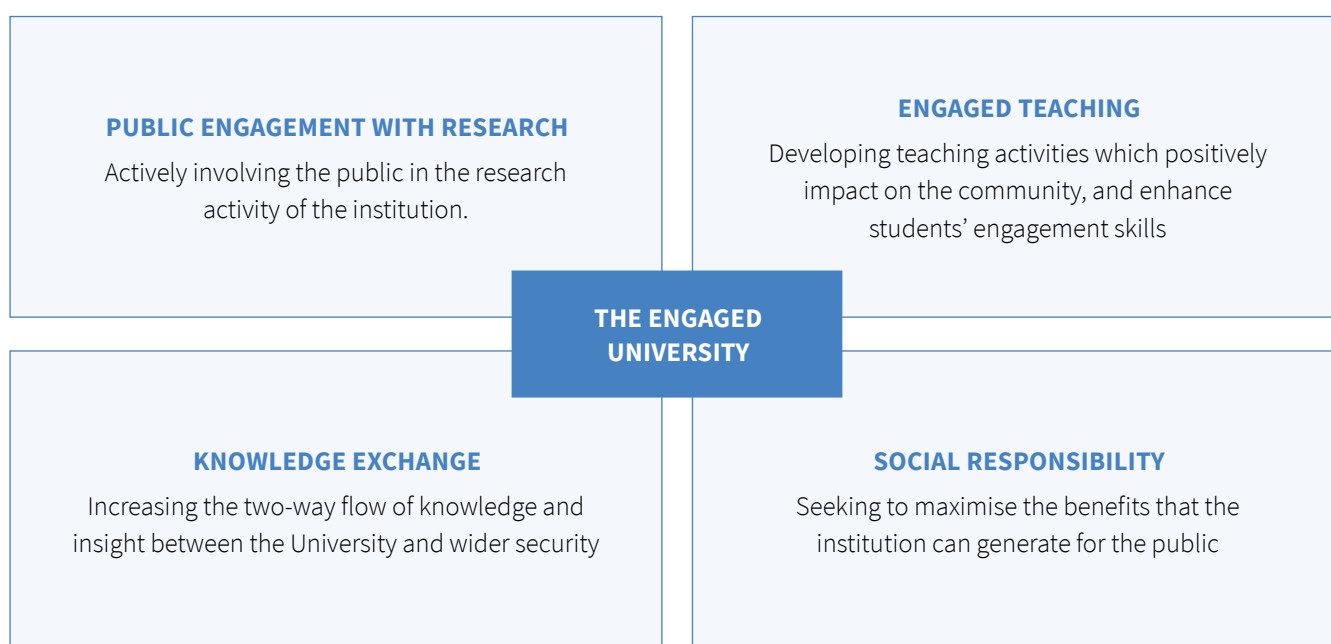 PUBLIC ENGAGEMENT WITH RESEARCH
Actively involving the public in the research
activity of the institution.
ENGAGED TEACHING
Developing teaching activities which positively
impact on the community, and enhance
students’ engagement skills
THE ENGAGED
UNIVERSITY
KNOWLEDGE EXCHANGE
Increasing the two-way flow of knowledge and
insight between the University and wider security
SOCIAL RESPONSIBILITY
Seeking to maximise the benefits that the
institution can generate for the public